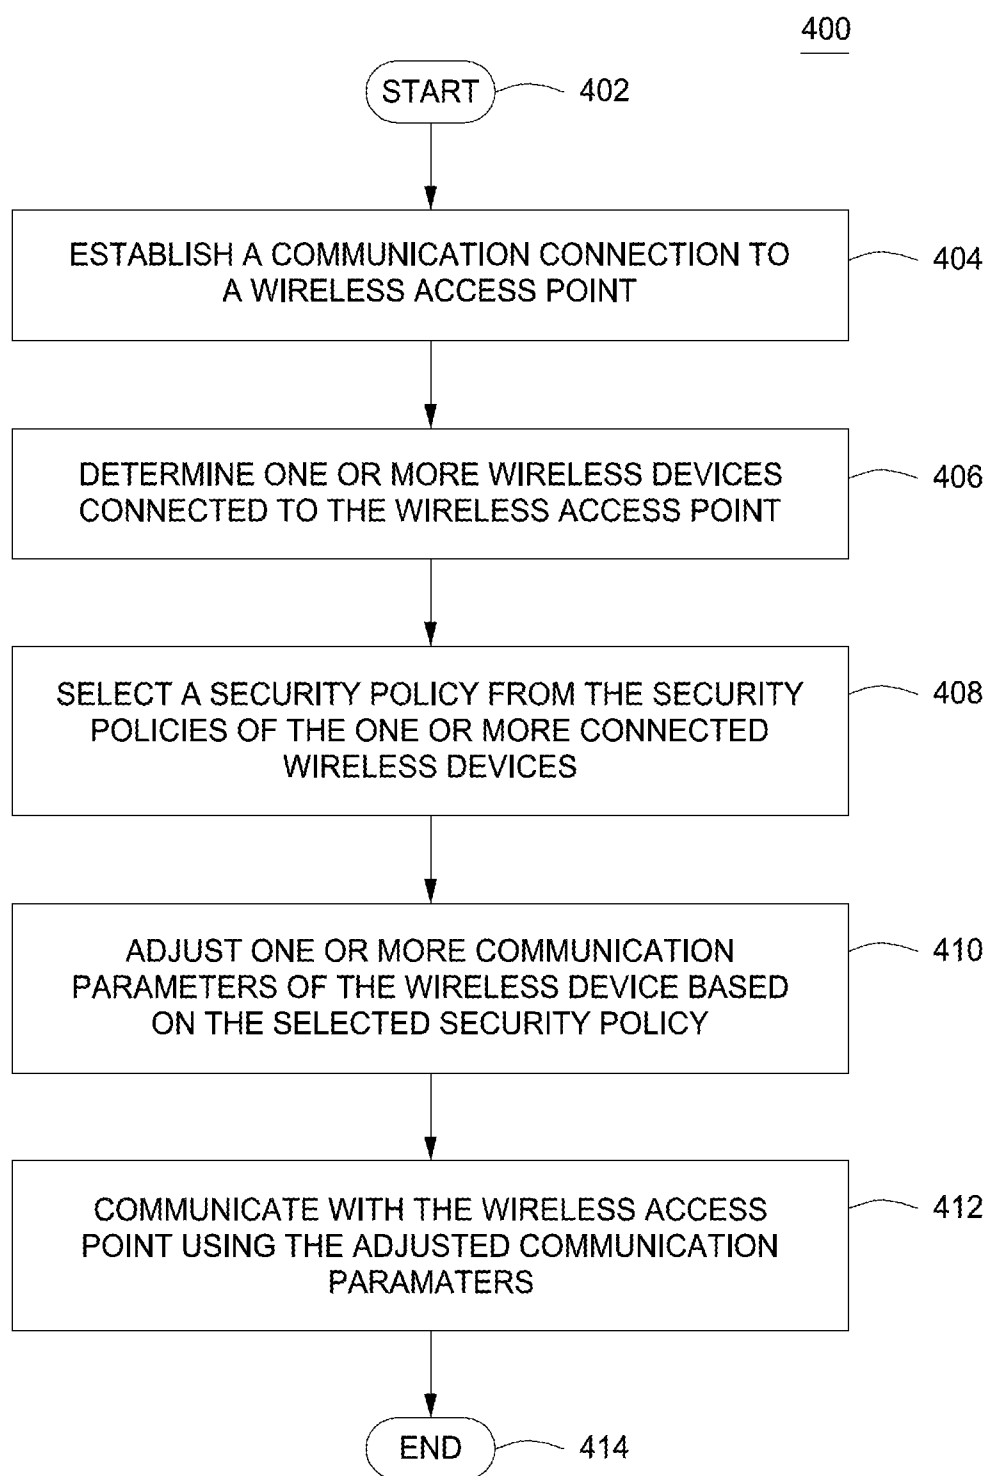 400
START
402
ESTABLISH A COMMUNICATION CONNECTION TO
A WIRELESS ACCESS POINT
404
DETERMINE ONE OR MORE WIRELESS DEVICES
CONNECTED TO THE WIRELESS ACCESS POINT
406
SELECT A SECURITY POLICY FROM THE SECURITY
POLICIES OF THE ONE OR MORE CONNECTED
WIRELESS DEVICES
408
ADJUST ONE OR MORE COMMUNICATION
PARAMETERS OF THE WIRELESS DEVICE BASED
ON THE SELECTED SECURITY POLICY
410
COMMUNICATE WITH THE WIRELESS ACCESS
POINT USING THE ADJUSTED COMMUNICATION
PARAMATERS
412
END
414